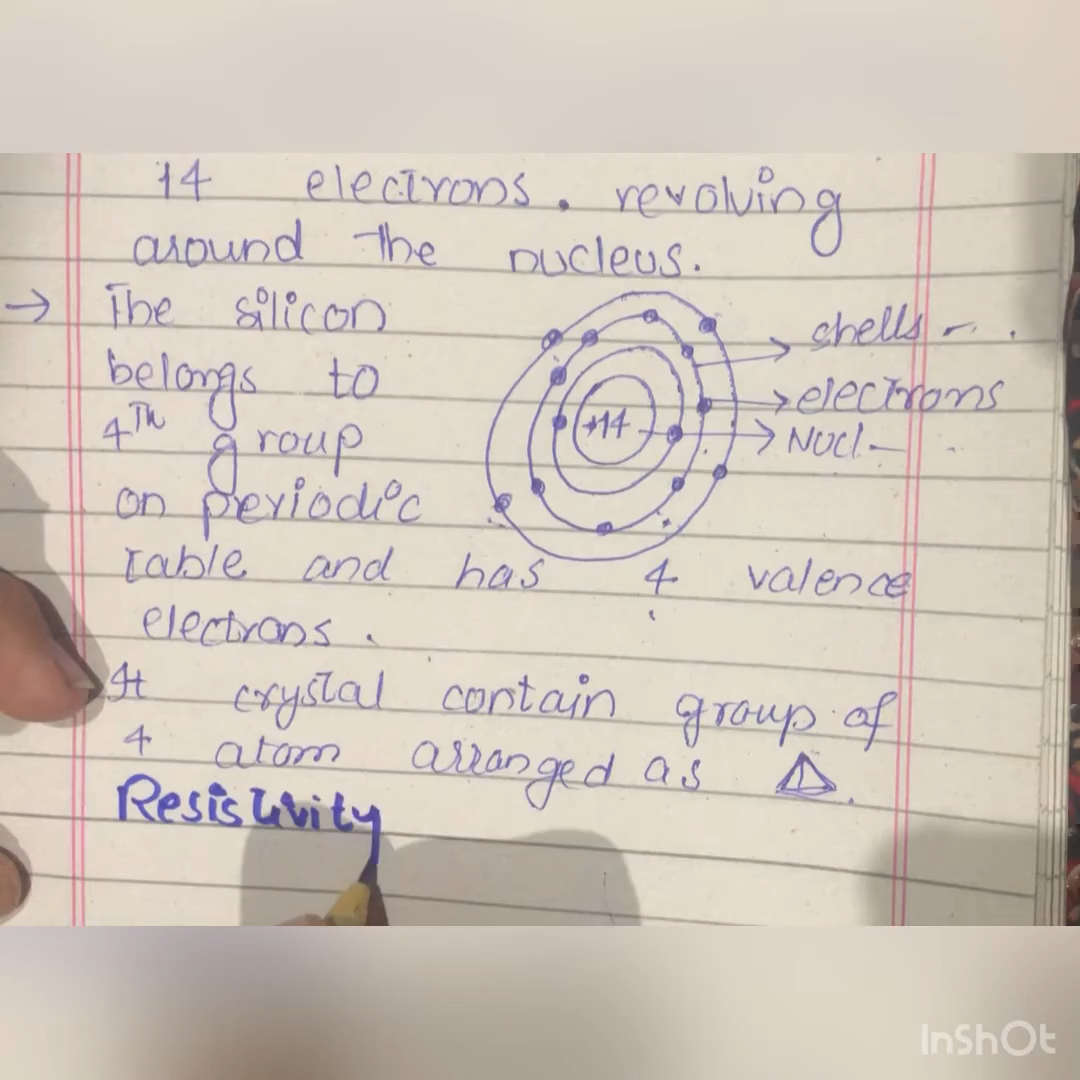 14 electrons. revolving
around the nucleus.
→ The silicon
belongs to
4Th group
on periodic
table and has 4 valence
electrons.
shells
electrons
Nucl-
+14
It crystal contain group of
4 atom arranged as
Resistivity
InShOt